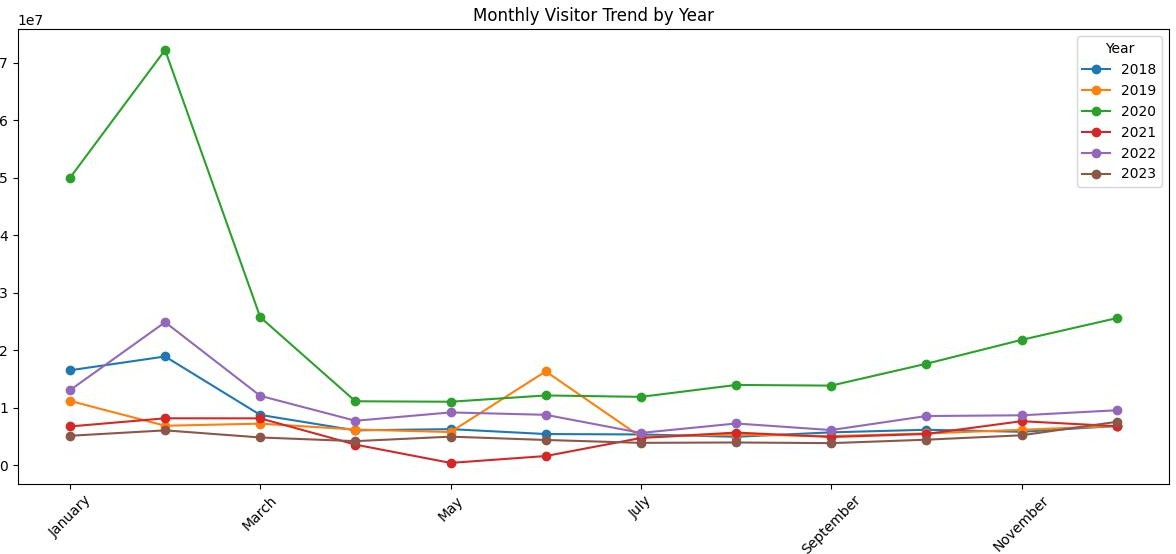 Monthly Visitor Trend by Year
1e7
7
6
5
4
3
2
1
0
Year
2018
2019
2020
2021
2022
2023
January
March
May
July
September
November